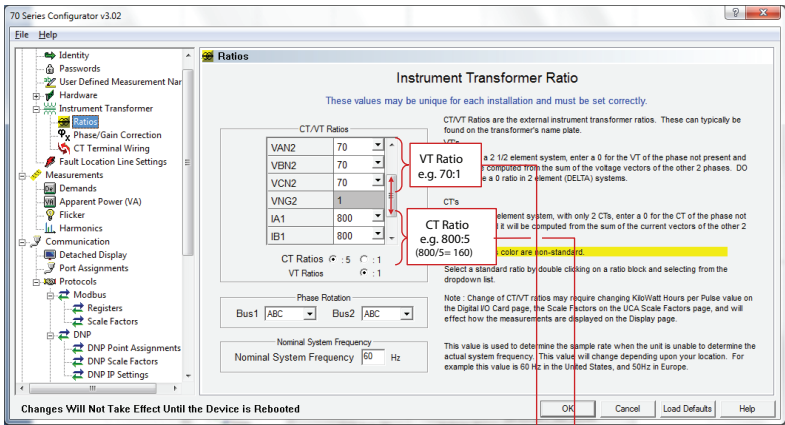 70 Series Configurator v3.02
File Help
Identity
Passwords
User Defined Measurement Nar
Hardware
Instrument Transformer
Ratios
Phase/Gain Correction
CT Terminal Wiring
Fault Location Line Settings
Measurements
Demands
Apparent Power (VA)
Flicker
Harmonics
Communication
Detached Display
Port Assignments
Protocols
Modbus
Registers
Scale Factors
DNP
DNP Point Assignments
DNP Scale Factors
DNP IP Settings
Ratios
Instrument Transformer Ratio
These values may be unique for each installation and must be set correctly.
CT/VT Ratios
VAN2 70
VBN2 70
VCN2 70
VNG2 1
IA1 800
IB1 800
CT Ratios :5 :1
VT Ratios :1
VT Ratio
e.g. 70:1
CT Ratio
e.g. 800:5
(800/5= 160)
Phase Rotation
Bus1 ABC Bus2 ABC
Nominal System Frequency
Nominal System Frequency 60 Hz
CT/VT Ratios are the external instrument transformer ratios. These can typically be
found on the transformer's name plate.
VT's
a 2 1/2 element system, enter a 0 for the VT of the phase not present and
computed from the sum of the voltage vectors of the other 2 phases. DO
a 0 ratio in 2 element (DELTA) systems.
CT's
element system, with only 2 CTs, enter a 0 for the CT of the phase not
it will be computed from the sum of the current vectors of the other 2
color are non-standard.
Select a standard ratio by double clicking on a ratio block and selecting from the
dropdown list.
Note : Change of CT/VT ratios may require changing KiloWatt Hours per Pulse value on
the Digital I/O Card page, the Scale Factors on the UCA Scale Factors page, and will
effect how the measurements are displayed on the Display page.
This value is used to determine the sample rate when the unit is unable to determine the
actual system frequency. This value will change depending upon your location. For
example this value is 60 Hz in the United States, and 50Hz in Europe.
Changes Will Not Take Effect Until the Device is Rebooted
OK Cancel Load Defaults Help